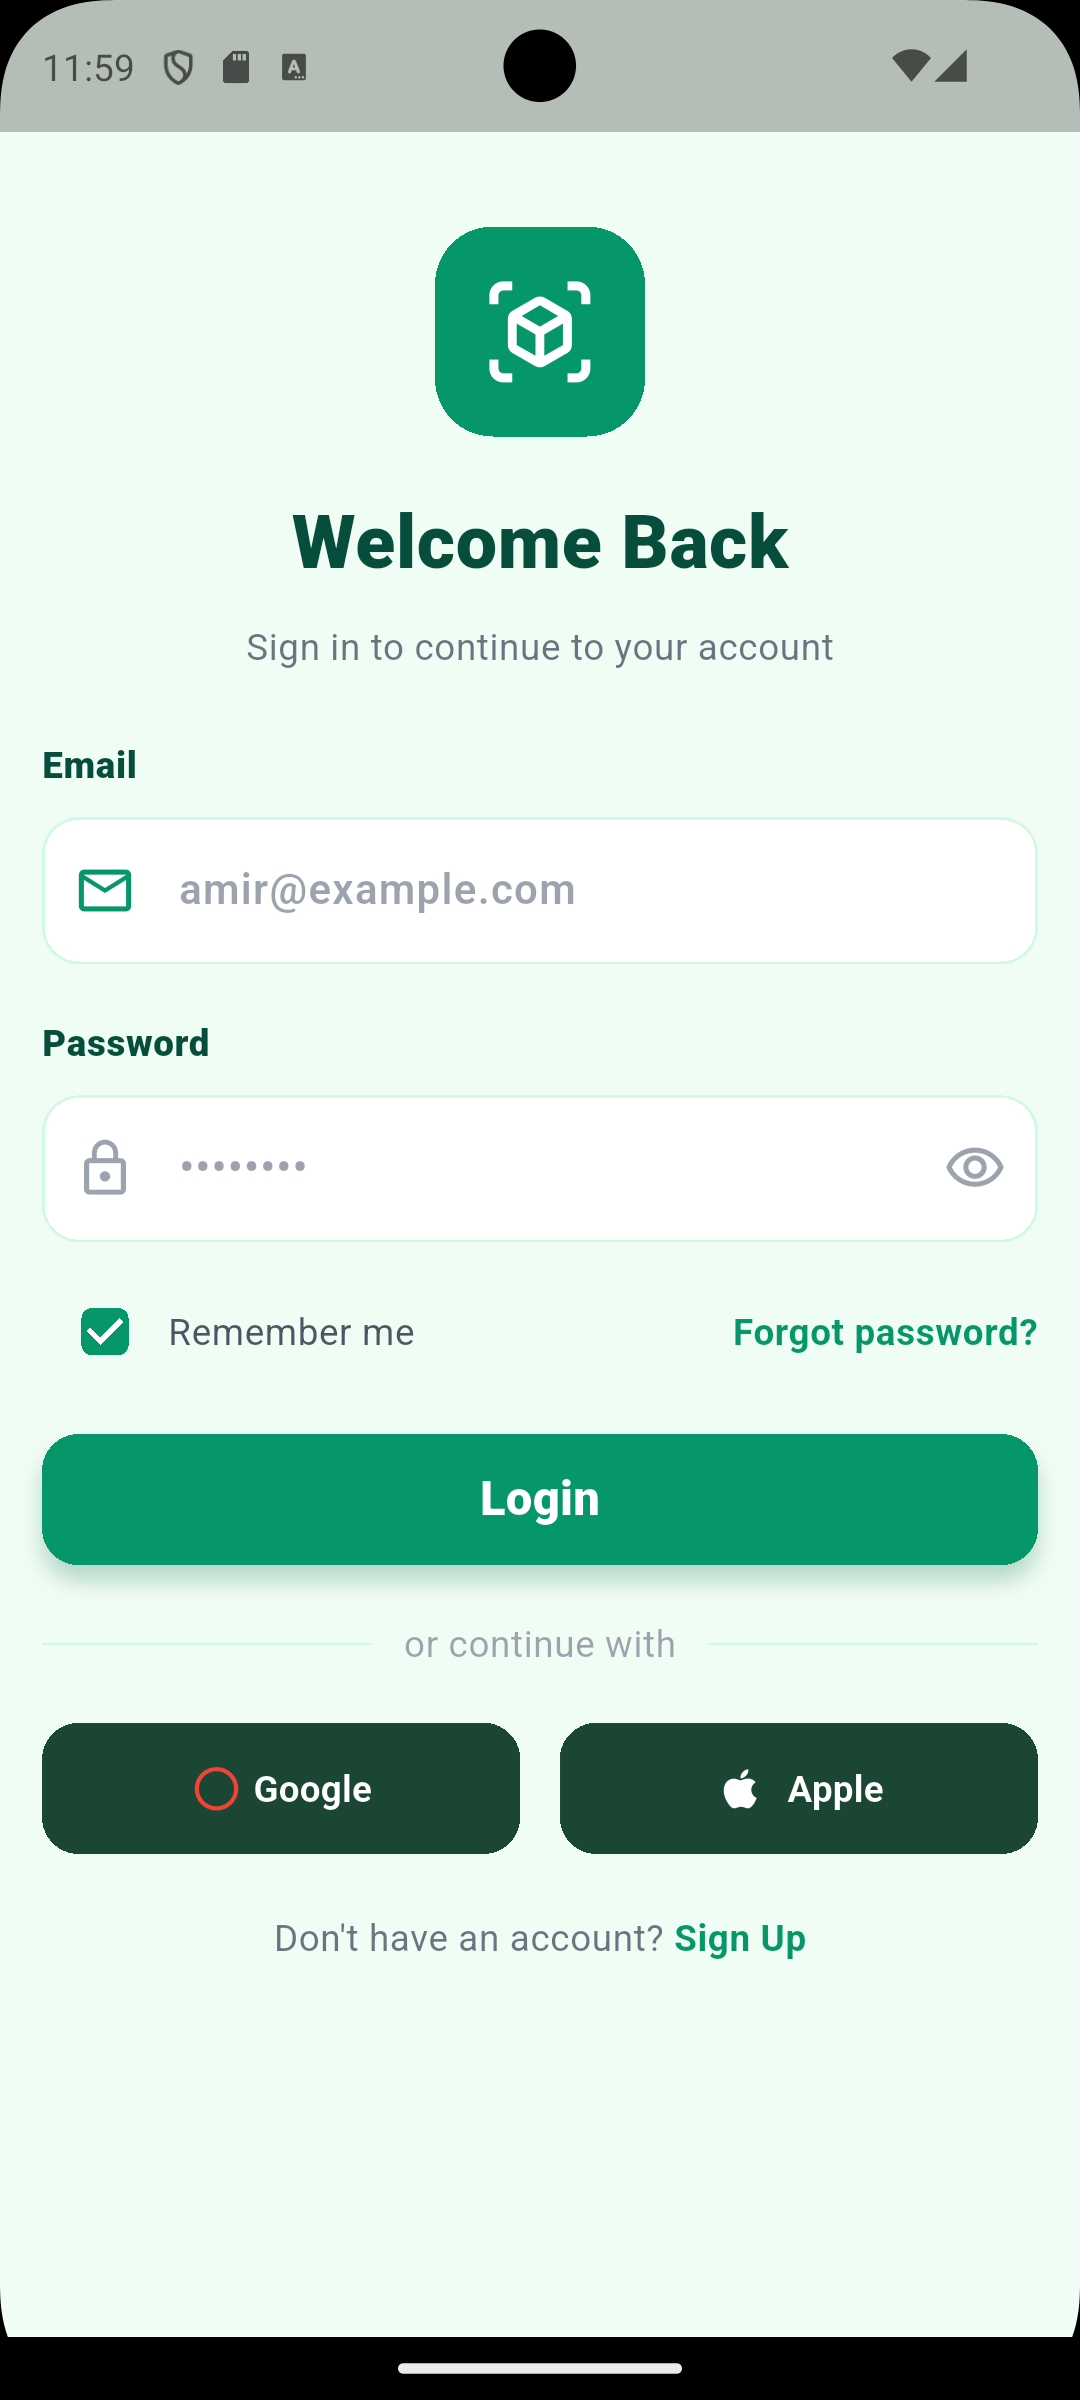 11:59
Welcome Back
Sign in to continue to your account
Email
amir@example.com
Password
••••••••
Remember me
Forgot password?
Login
or continue with
Google
Apple
Don't have an account? Sign Up